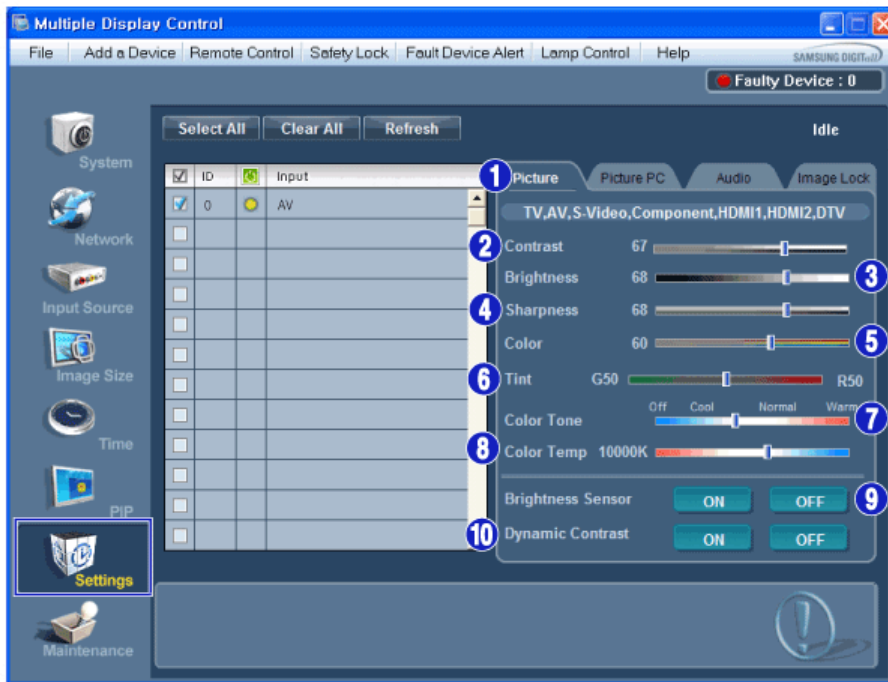 Multiple Display Control
File Add a Device Remote Control Safety Lock Fault Device Alert Lamp Control Help
SAMSUNG DIGITall
Faulty Device : 0
Select All Clear All Refresh Idle
System
Network
Input Source
Image Size
Time
PIP
Settings
Maintenance
ID Input
0 AV
1 Picture Picture PC Audio Image Lock
TV,AV,S-Video,Component,HDMI1,HDMI2,DTV
2 Contrast 67
Brightness 68 3
4 Sharpness 68
Color 60 5
6 Tint G50 R50
Off Cool Normal Warm
Color Tone 7
8 Color Temp 10000K
Brightness Sensor ON OFF 9
10 Dynamic Contrast ON OFF